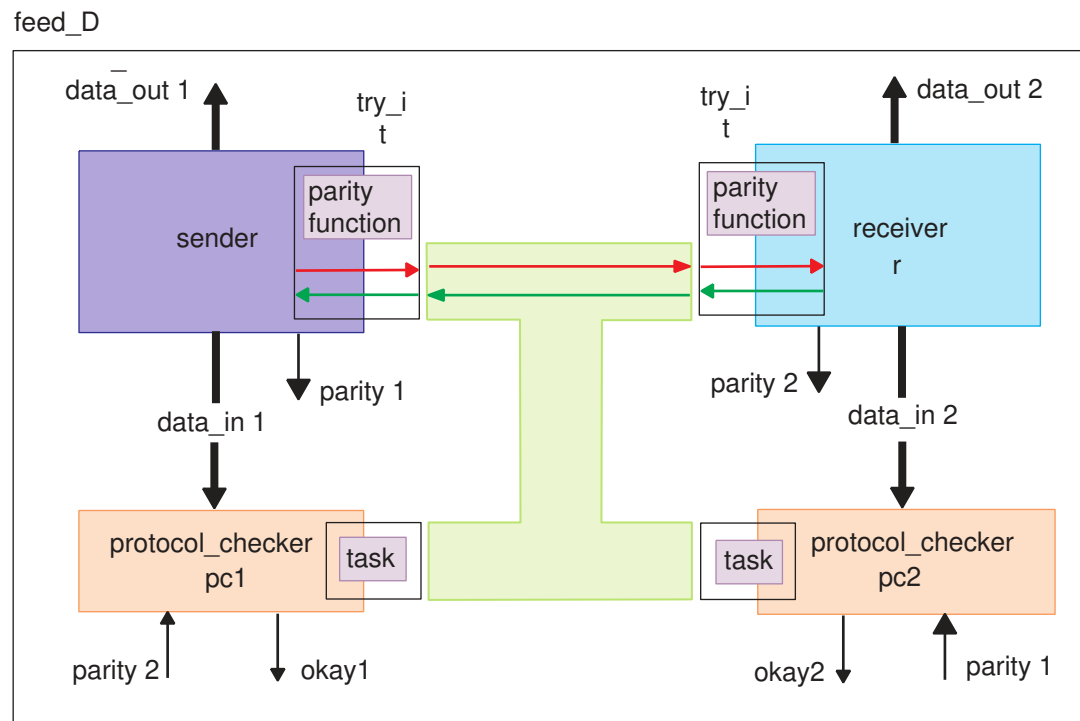 feed_D
_
data_out 1
try_i
t
try_i
t
data_out 2
parity
function
parity
function
sender
receiver
r
parity 1
parity 2
data_in 1
data_in 2
protocol_checker
pc1
task
task
protocol_checker
pc2
parity 2
okay1
okay2
parity 1